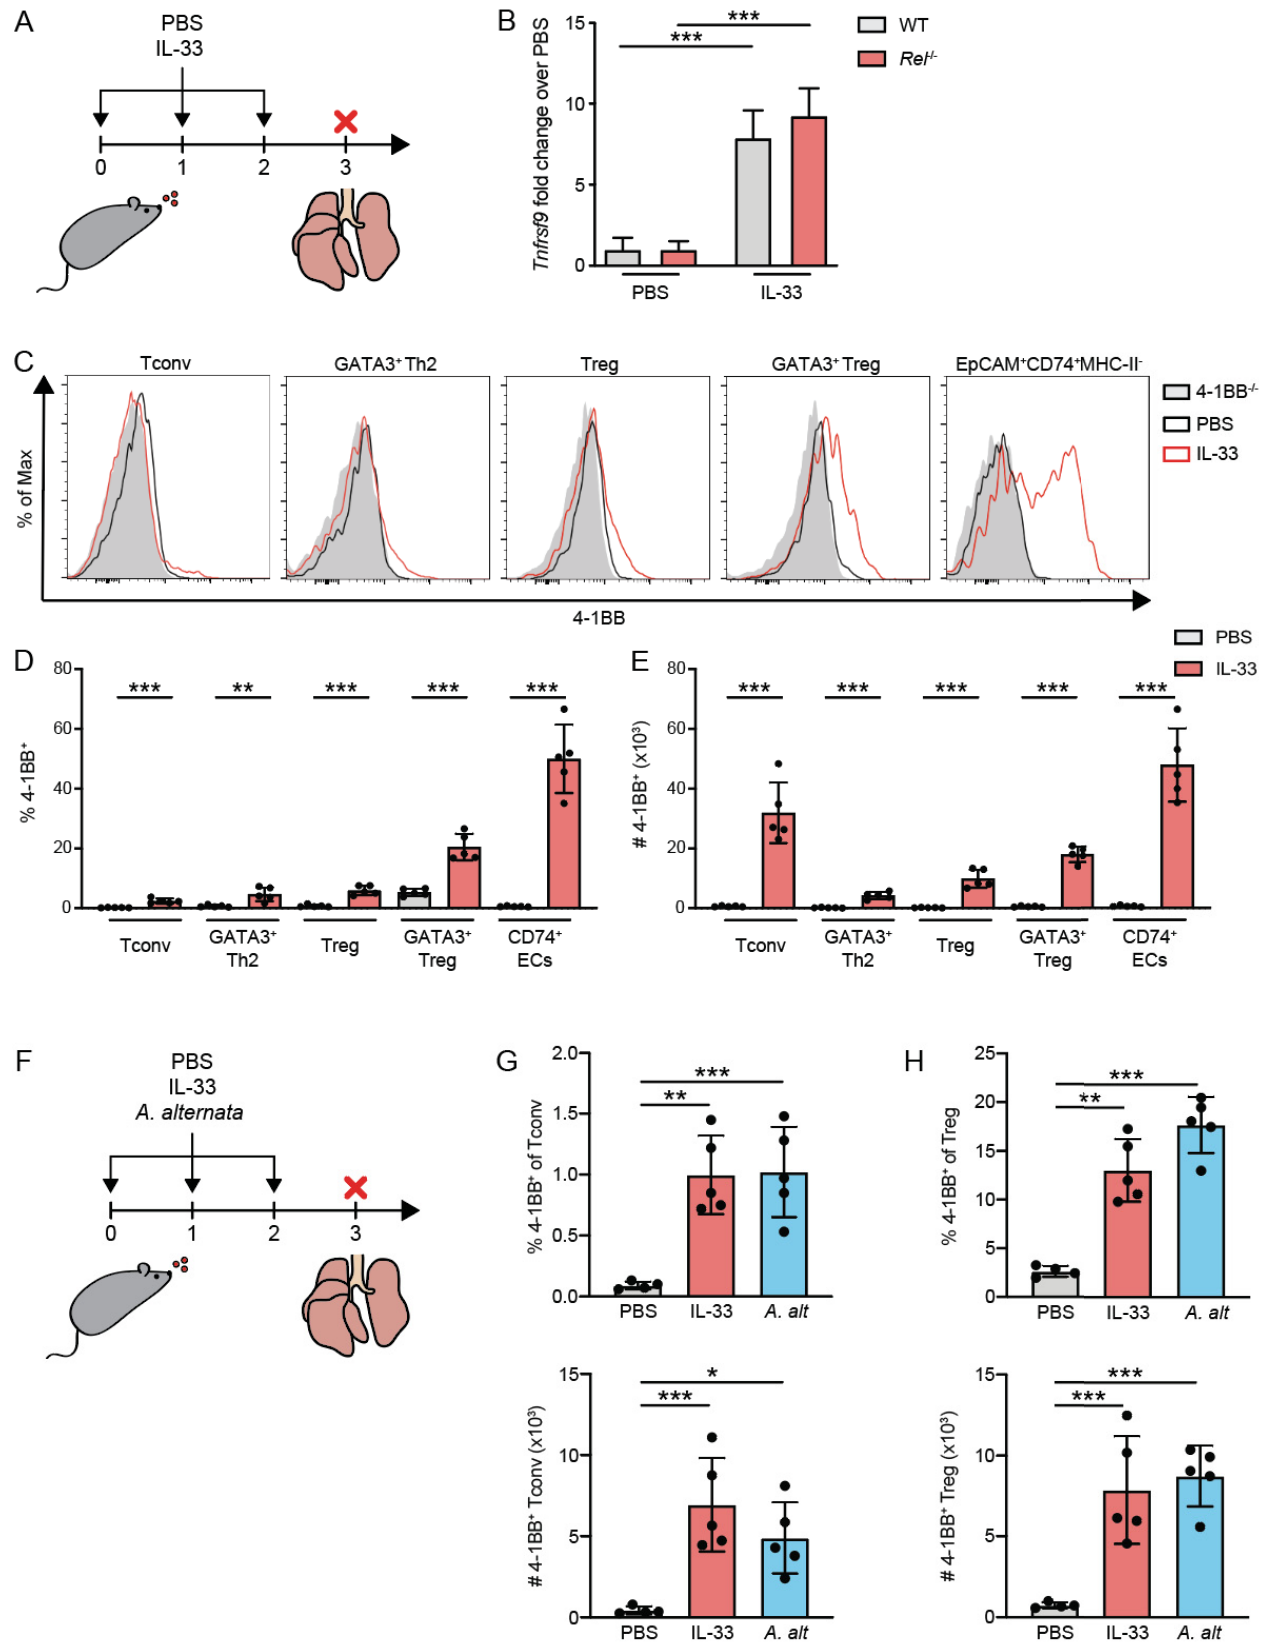 A
PBS
IL-33
0 1 2 3
B
Tnfrsf9 fold change over PBS
15
10
5
0
***
***
PBS IL-33
WT
Rel-/-
C
Tconv
GATA3+ Th2
Treg
GATA3+ Treg
EpCAM+CD74+MHC-II-
% of Max
4-1BB
4-1BB-/-
PBS
IL-33
D
% 4-1BB+
80
60
40
20
0
*** ** *** *** ***
Tconv
GATA3+
Th2
Treg
GATA3+
Treg
CD74+
ECs
E
# 4-1BB+ (x10³)
80
60
40
20
0
*** *** *** *** ***
Tconv
GATA3+
Th2
Treg
GATA3+
Treg
CD74+
ECs
PBS
IL-33
F
PBS
IL-33
A. alternata
0 1 2 3
G
% 4-1BB+ of Tconv
2.0
1.5
1.0
0.5
0.0
***
**
PBS IL-33 A. alt
H
% 4-1BB+ of Treg
25
20
15
10
5
0
***
**
PBS IL-33 A. alt
# 4-1BB+ Tconv (x10³)
15
10
5
0
*
***
PBS IL-33 A. alt
# 4-1BB+ Treg (x10³)
15
10
5
0
***
***
PBS IL-33 A. alt